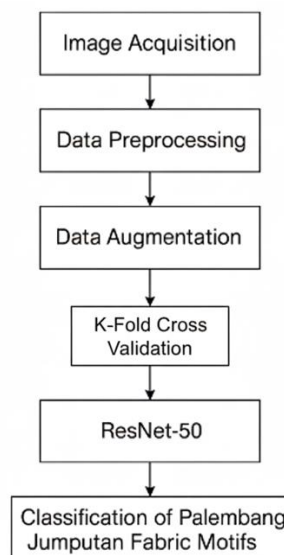 Image Acquisition
Data Preprocessing
Data Augmentation
K-Fold Cross
Validation
ResNet-50
Classification of Palembang
Jumputan Fabric Motifs